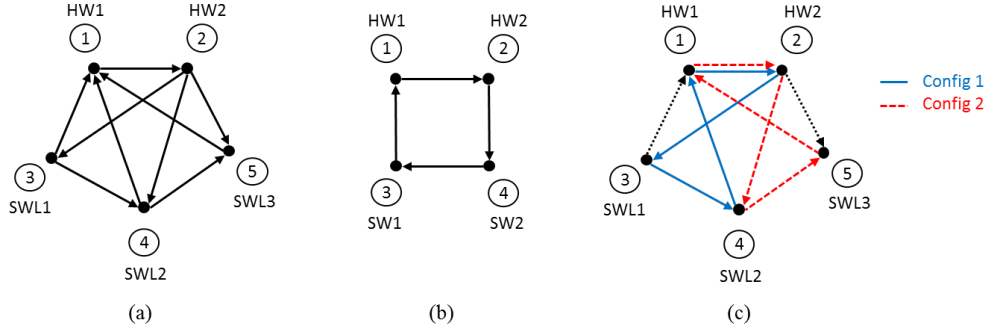 HW1
HW2
1
2
3
SWL1
4
SWL2
5
SWL3
(a)
HW1
HW2
1
2
3
SW1
4
SW2
(b)
HW1
HW2
1
2
3
SWL1
4
SWL2
5
SWL3
Config 1
Config 2
(c)